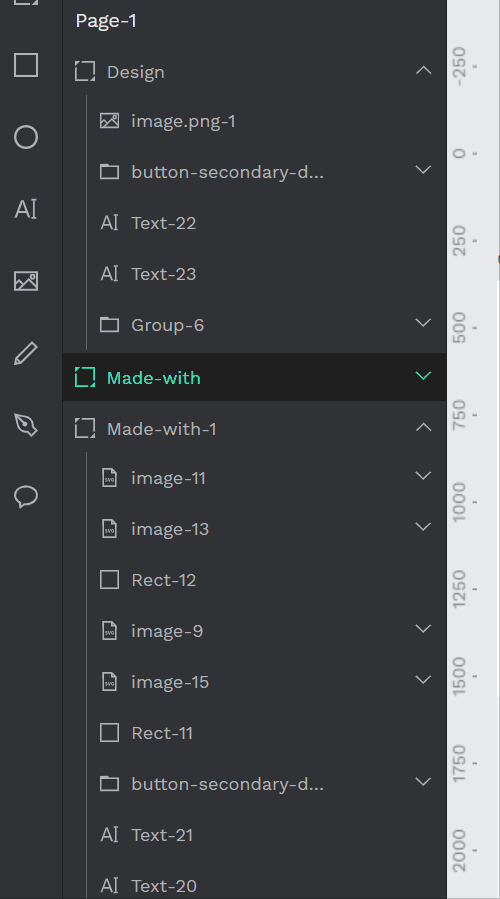 Page-1
Design
image.png-1
button-secondary-d...
Text-22
Text-23
Group-6
Made-with
Made-with-1
image-11
image-13
Rect-12
image-9
image-15
Rect-11
button-secondary-d...
Text-21
Text-20
-250
0
250
500
750
1000
1250
1500
1750
2000